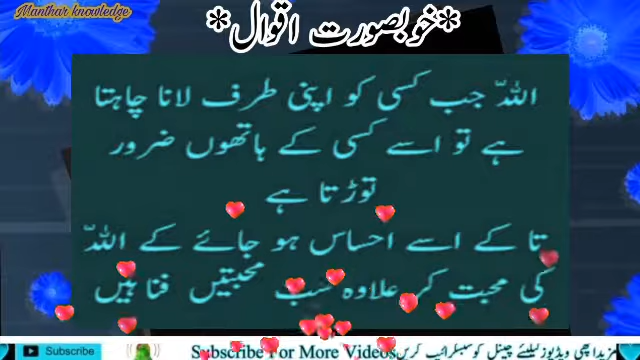 Manthar knowledge
*خوبصورت اقوال*
اللہ جب کسی کو اپنی طرف لانا چاہتا
ہے تو اسے کسی کے ہاتھوں ضرور
توڑتا ہے
تا کے اسے احساس ہو جائے کے اللہ
کی محبت کے علاوہ سب محبتیں فنا ہیں
Subscribe
Subscribe For More Videos مزید اچھی ویڈیوز کیلئے چینل کو سبسکرائیب کریں